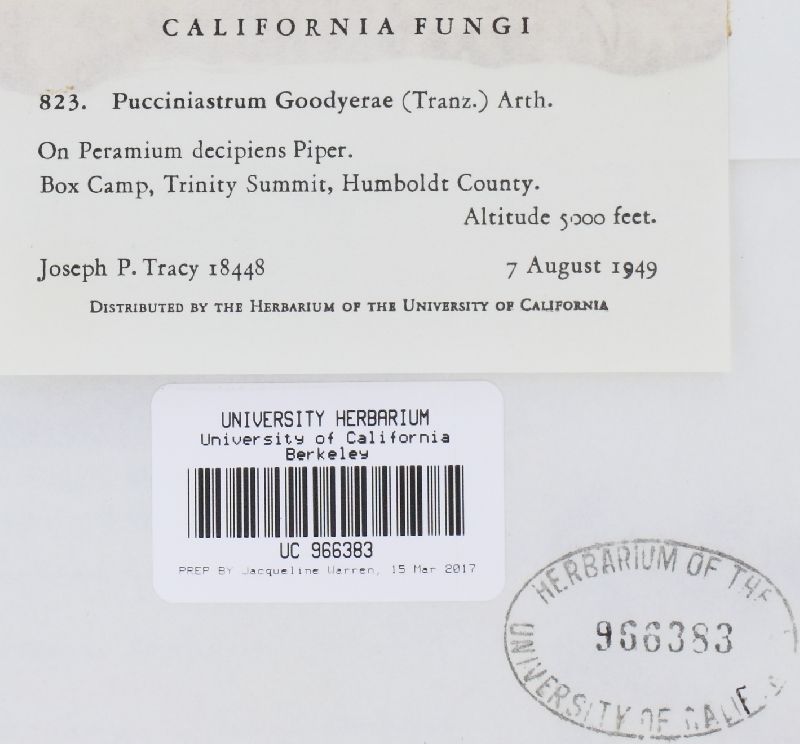 CALIFORNIA FUNGI
823. Pucciniastrum Goodyerae (Tranz.) Arth.
On Peramium decipiens Piper.
Box Camp, Trinity Summit, Humboldt County.
Altitude 5000 feet.
Joseph P. Tracy 18448 7 August 1949
DISTRIBUTED BY THE HERBARIUM OF THE UNIVERSITY OF CALIFORNIA
UNIVERSITY HERBARIUM
University of California
Berkeley
UC 966383
PREP BY Jacqueline Warren, 15 Mar 2017
HERBARIUM OF THE
966383
UNIVERSITY OF CALIF